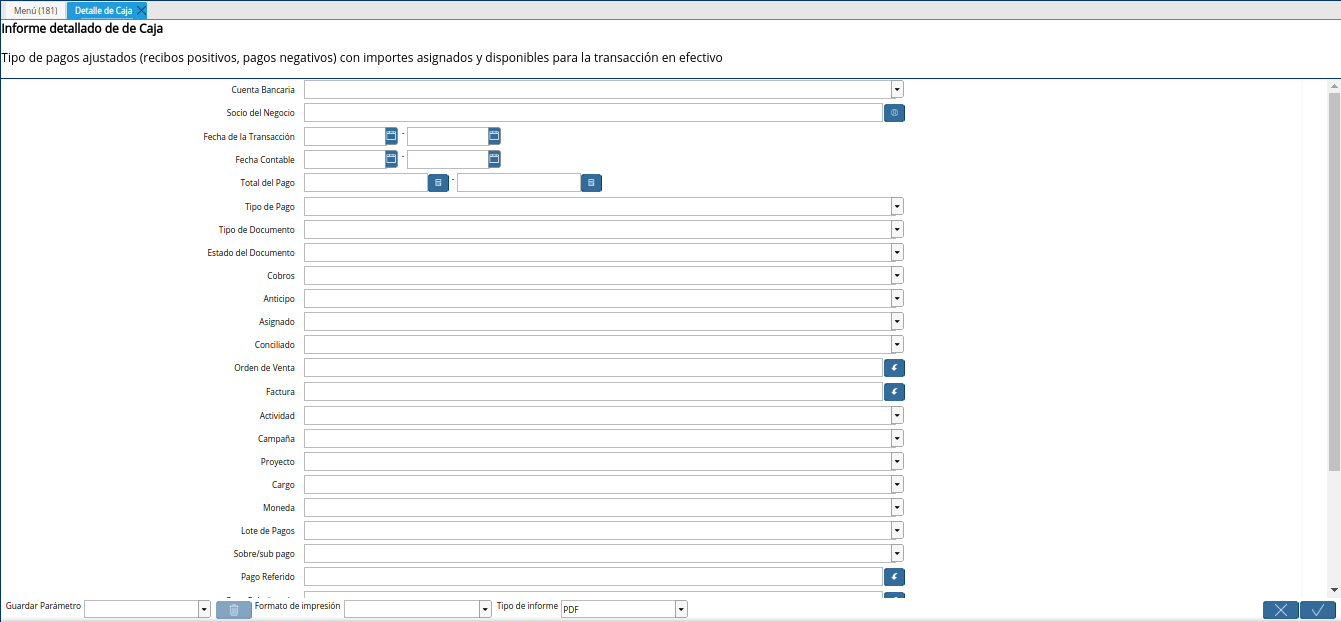 Menú (181)
Detalle de Caja
Informe detallado de de Caja
Tipo de pagos ajustados (recibos positivos, pagos negativos) con importes asignados y disponibles para la transacción en efectivo
Cuenta Bancaria
Socio del Negocio
Fecha de la Transacción -
Fecha Contable -
Total del Pago -
Tipo de Pago
Tipo de Documento
Estado del Documento
Cobros
Anticipo
Asignado
Conciliado
Orden de Venta
Factura
Actividad
Campaña
Proyecto
Cargo
Moneda
Lote de Pagos
Sobre/sub pago
Pago Referido
Guardar Parámetro
Formato de impresión
Tipo de informe PDF